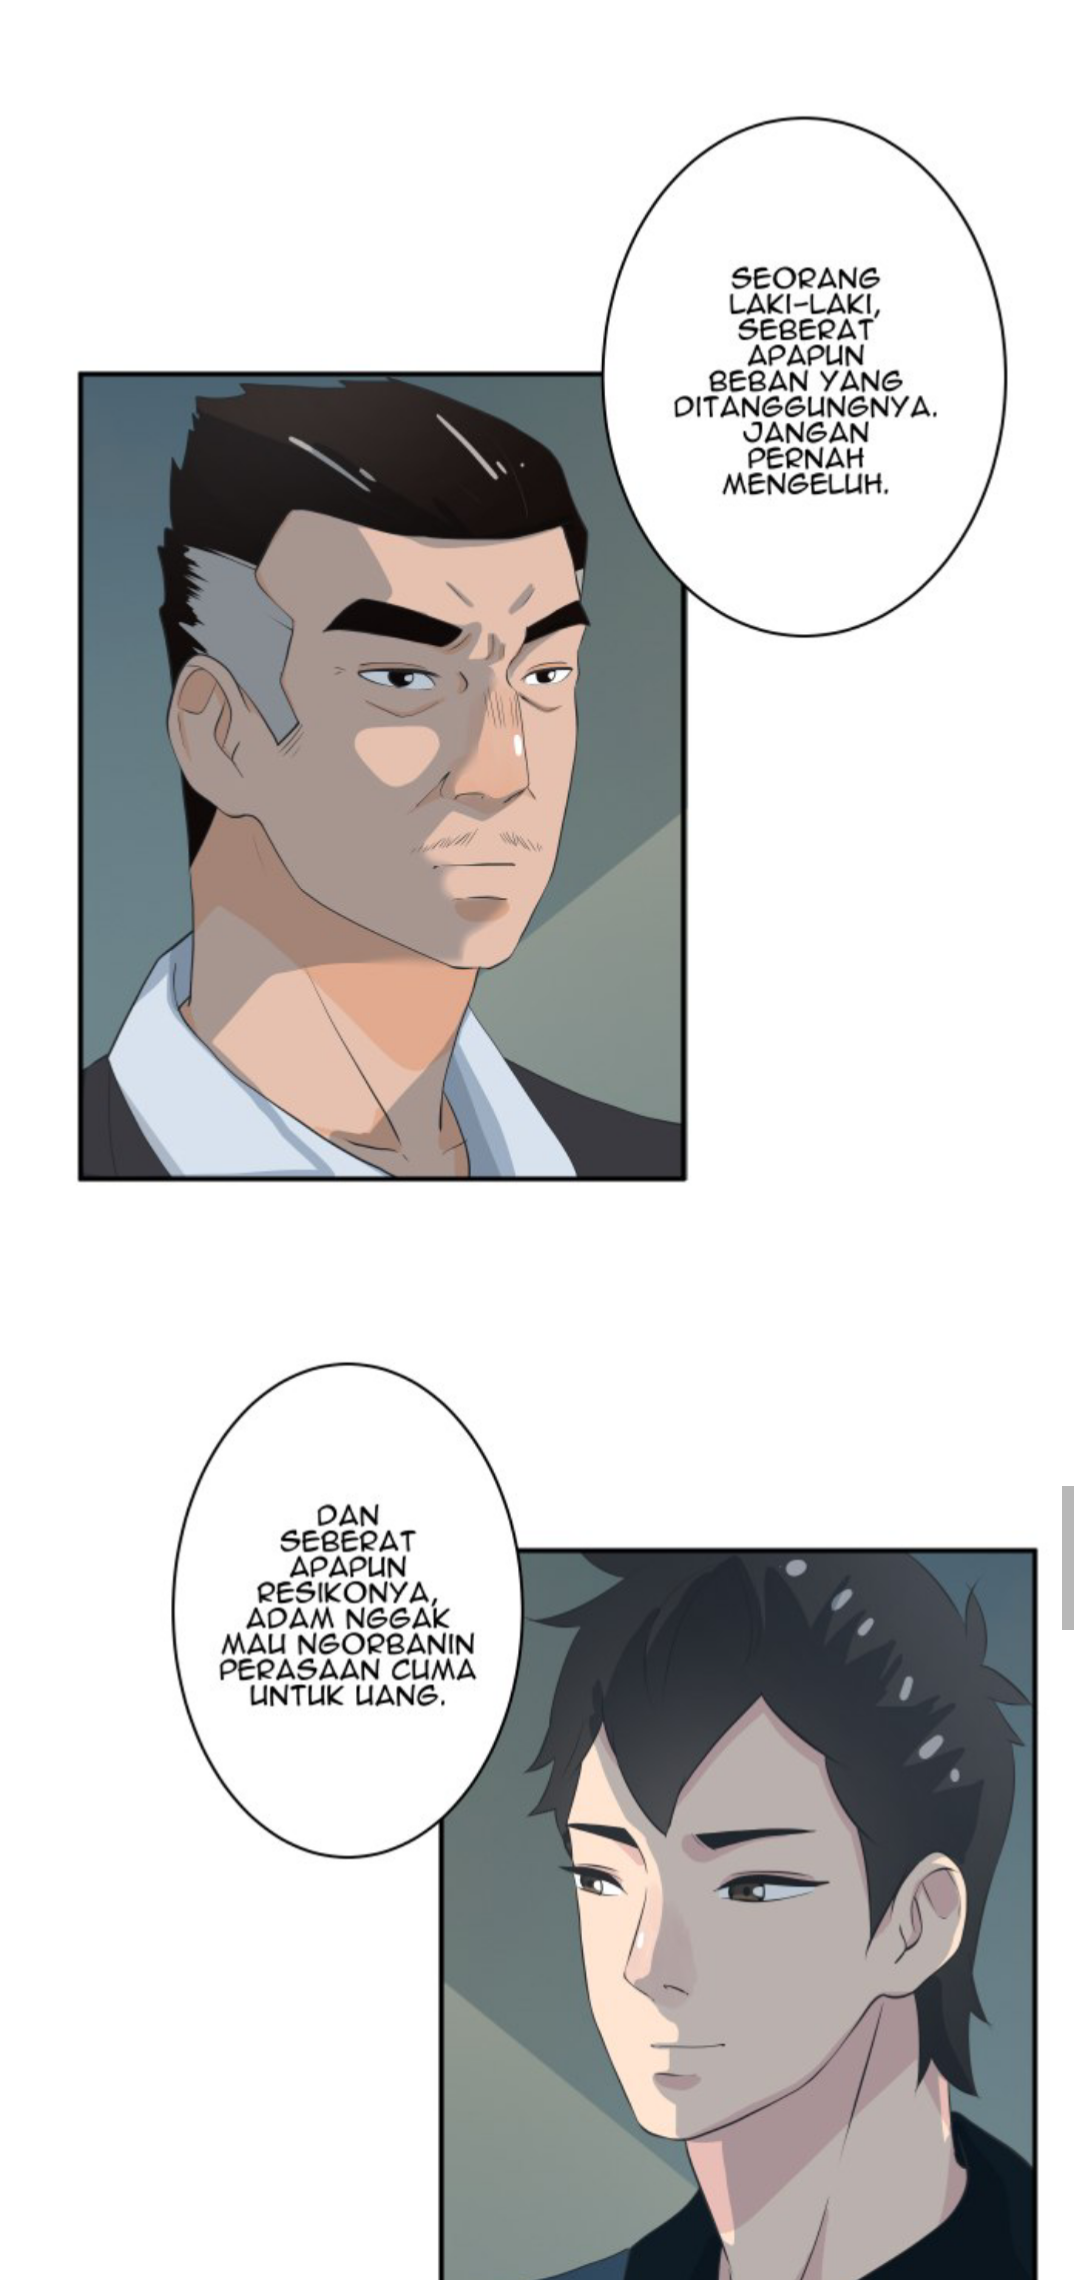 SEORANG
LAKI-LAKI,
SEBERAT
APAPUN
BEBAN YANG
DITANGGUNGNYA.
JANGAN
PERNAH
MENGELUH.
DAN
SEBERAT
APAPUN
RESIKONYA,
ADAM NGGAK
MAU NGORBANIN
PERASAAN CUMA
UNTUK UANG.